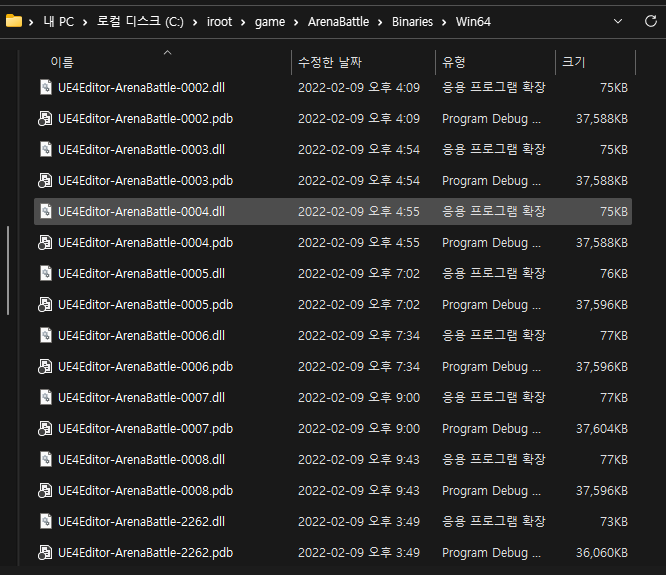 내 PC > 로컬 디스크 (C:) > iroot > game > ArenaBattle > Binaries > Win64
이름 수정한 날짜 유형 크기
UE4Editor-ArenaBattle-0002.dll 2022-02-09 오후 4:09 응용 프로그램 확장 75KB
UE4Editor-ArenaBattle-0002.pdb 2022-02-09 오후 4:09 Program Debug ... 37,588KB
UE4Editor-ArenaBattle-0003.dll 2022-02-09 오후 4:54 응용 프로그램 확장 75KB
UE4Editor-ArenaBattle-0003.pdb 2022-02-09 오후 4:54 Program Debug ... 37,588KB
UE4Editor-ArenaBattle-0004.dll 2022-02-09 오후 4:55 응용 프로그램 확장 75KB
UE4Editor-ArenaBattle-0004.pdb 2022-02-09 오후 4:55 Program Debug ... 37,588KB
UE4Editor-ArenaBattle-0005.dll 2022-02-09 오후 7:02 응용 프로그램 확장 76KB
UE4Editor-ArenaBattle-0005.pdb 2022-02-09 오후 7:02 Program Debug ... 37,596KB
UE4Editor-ArenaBattle-0006.dll 2022-02-09 오후 7:34 응용 프로그램 확장 77KB
UE4Editor-ArenaBattle-0006.pdb 2022-02-09 오후 7:34 Program Debug ... 37,596KB
UE4Editor-ArenaBattle-0007.dll 2022-02-09 오후 9:00 응용 프로그램 확장 77KB
UE4Editor-ArenaBattle-0007.pdb 2022-02-09 오후 9:00 Program Debug ... 37,604KB
UE4Editor-ArenaBattle-0008.dll 2022-02-09 오후 9:43 응용 프로그램 확장 77KB
UE4Editor-ArenaBattle-0008.pdb 2022-02-09 오후 9:43 Program Debug ... 37,596KB
UE4Editor-ArenaBattle-2262.dll 2022-02-09 오후 3:49 응용 프로그램 확장 73KB
UE4Editor-ArenaBattle-2262.pdb 2022-02-09 오후 3:49 Program Debug ... 36,060KB